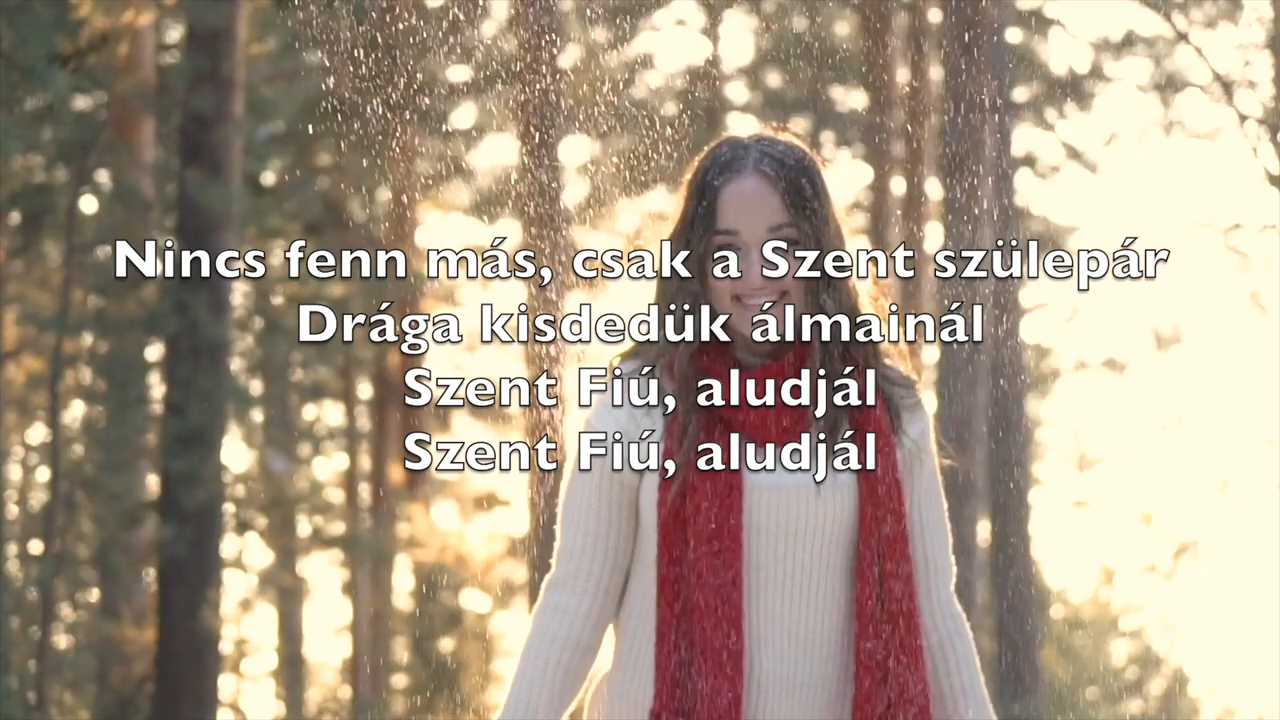 Nincs fenn más, csak a Szent szülepár
Drága kisdedük álmainál
Szent Fiú, aludjál
Szent Fiú, aludjál